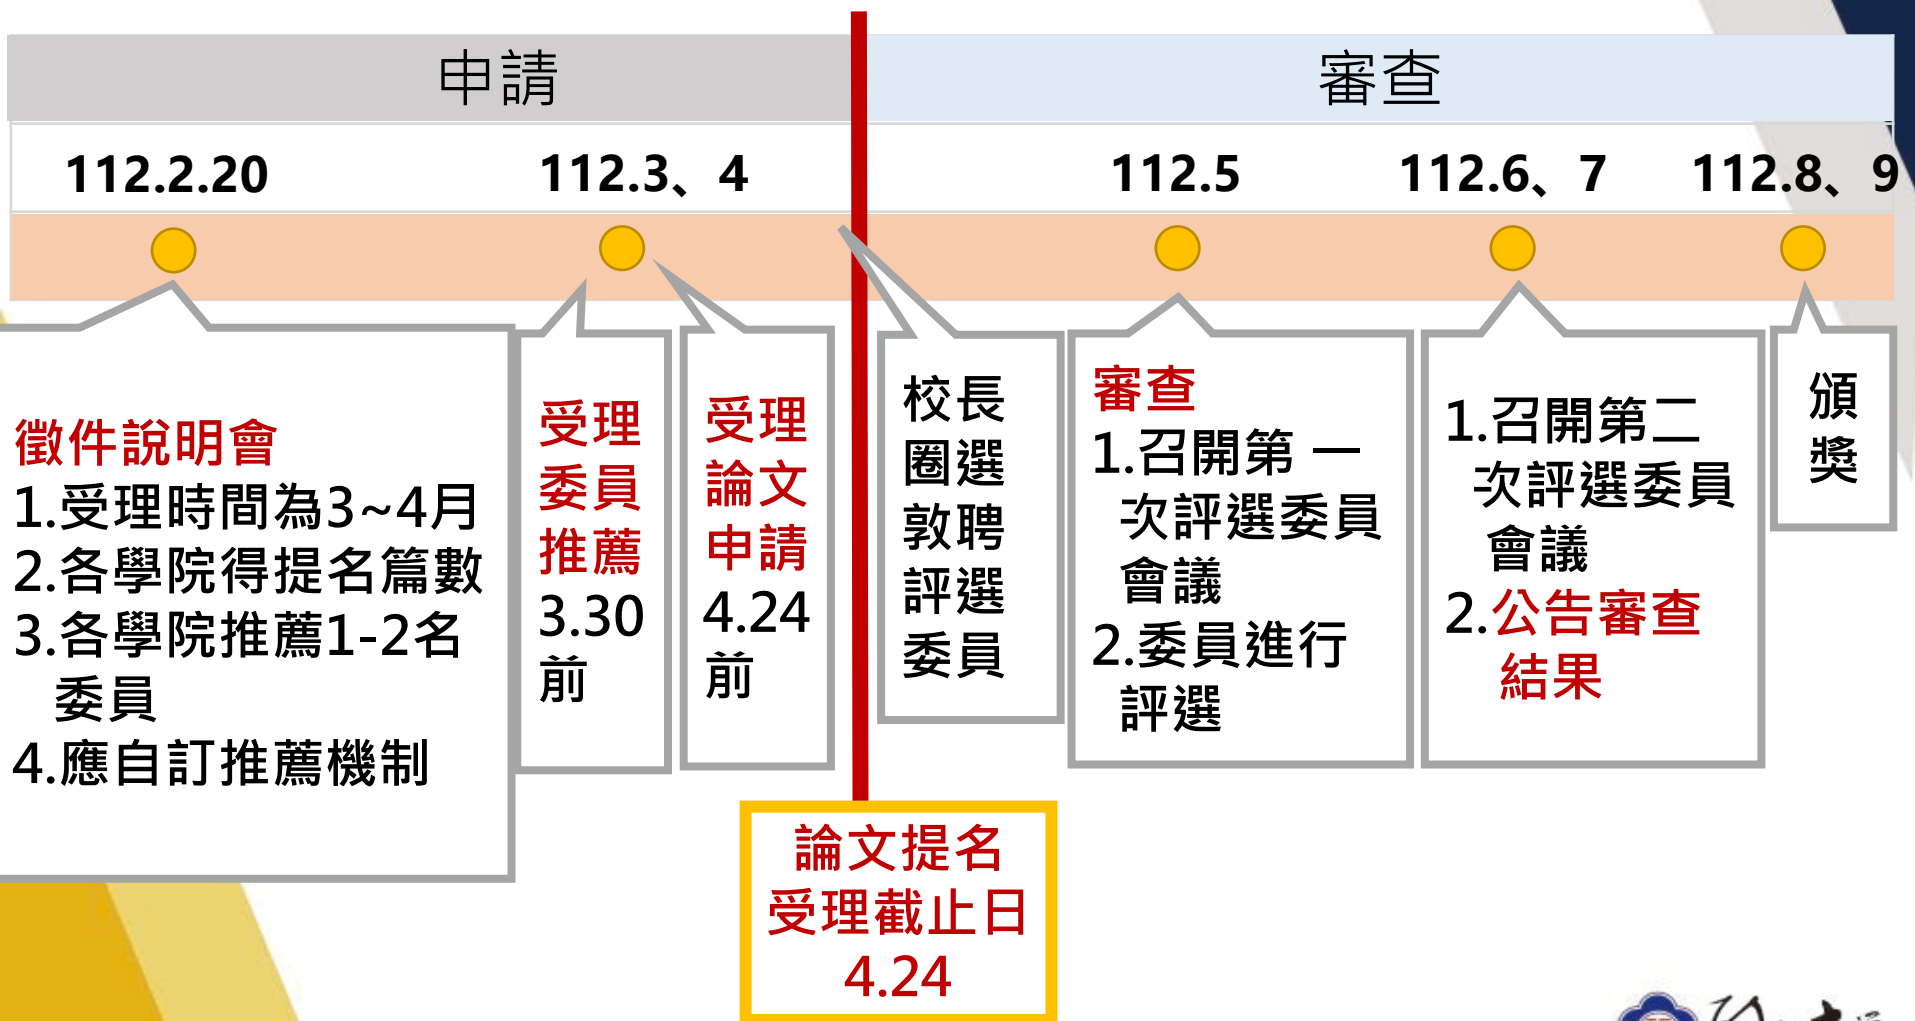 申請
審查
112.2.20
112.3、4
112.5
112.6、7
112.8、9
徵件說明會
1.受理時間為3~4月
2.各學院得提名篇數
3.各學院推薦1-2名
委員
4.應自訂推薦機制
受理
委員
推薦
3.30
前
受理
論文
申請
4.24
前
校長
圈選
敦聘
評選
委員
審查
1.召開第 一
次評選委員
會議
2.委員進行
評選
1.召開第二
次評選委員
會議
2.公告審查
結果
頒
獎
論文提名
受理截止日
4.24